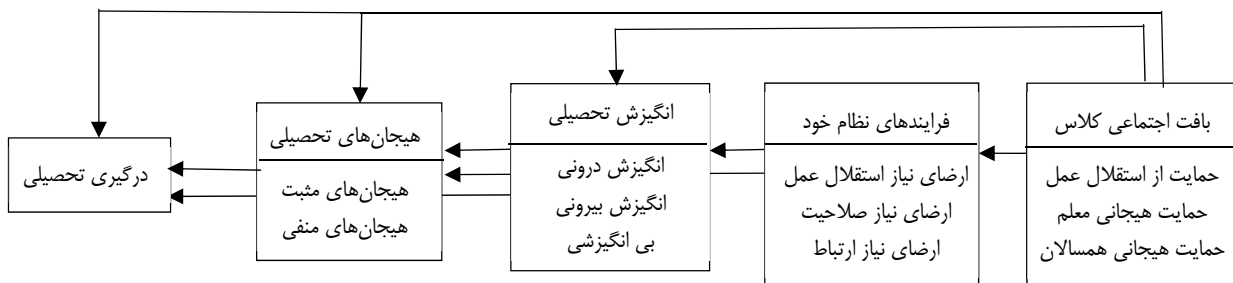 بافت اجتماعی کلاس
حمایت از استقلال عمل
حمایت هیجانی معلم
حمایت هیجانی همسالان
فرایندهای نظام خود
ارضای نیاز استقلال عمل
ارضای نیاز صلاحیت
ارضای نیاز ارتباط
انگیزش تحصیلی
انگیزش درونی
انگیزش بیرونی
بی انگیزشی
هیجان‌های تحصیلی
هیجان‌های مثبت
هیجان‌های منفی
درگیری تحصیلی